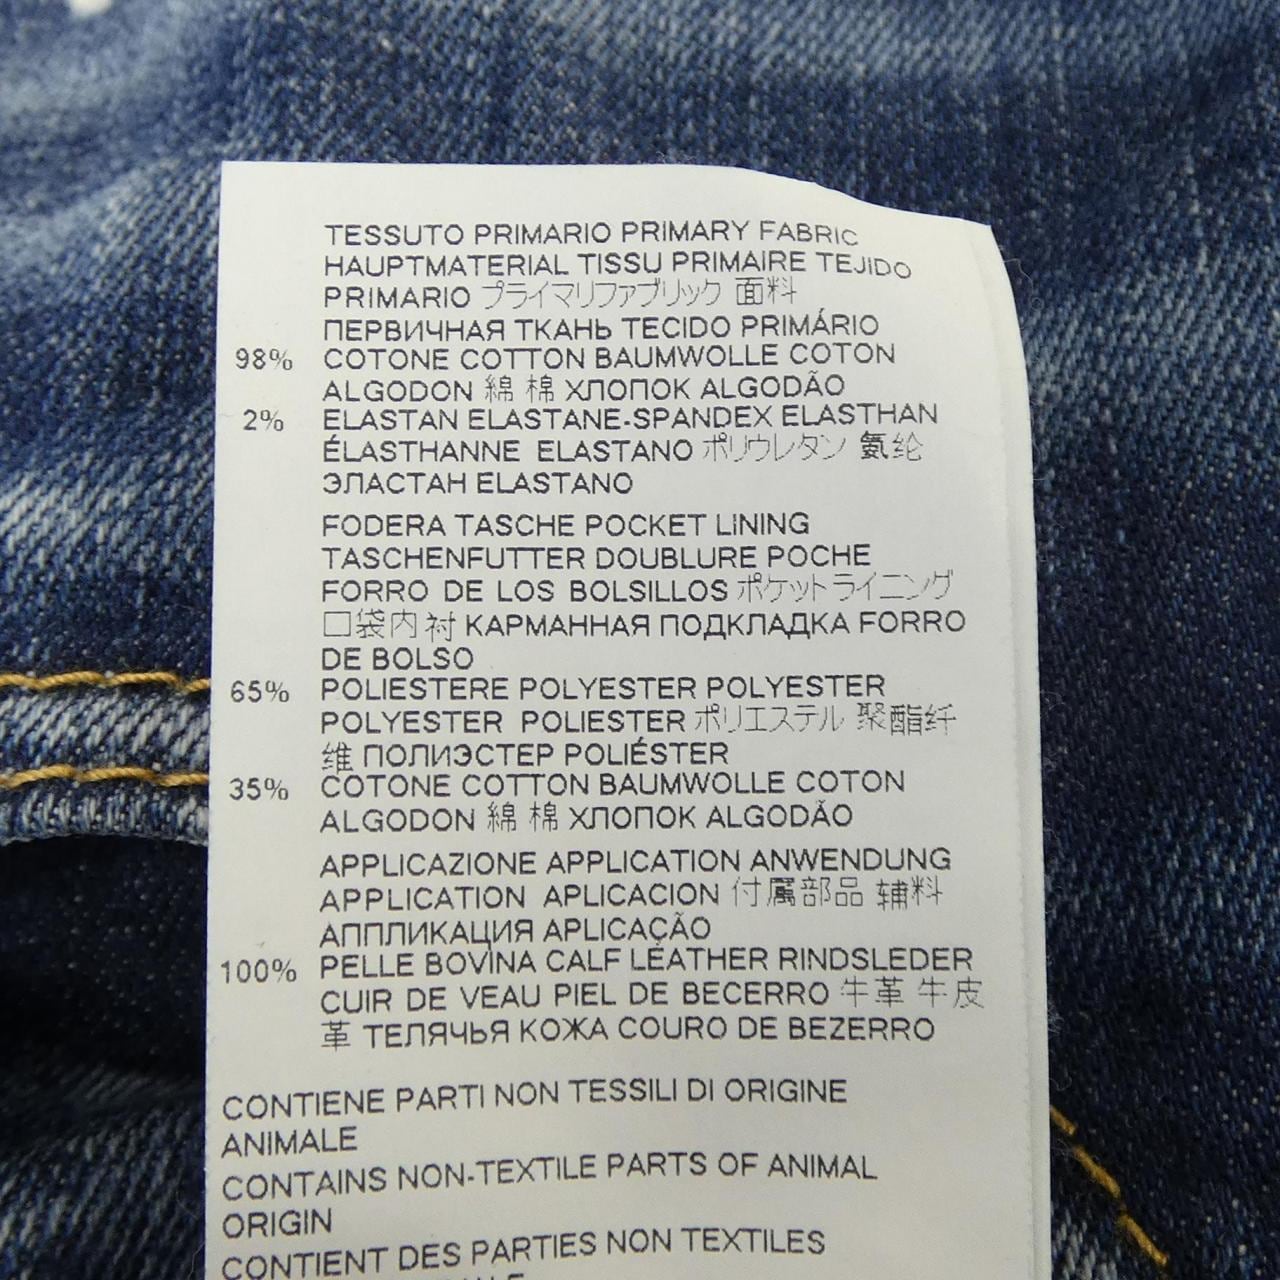 TESSUTO PRIMARIO PRIMARY FABRIC
HAUPTMATERIAL TISSU PRIMAIRE TEJIDO
PRIMARIO プライマリファブリック 面料
ПЕРВИЧНАЯ ТКАНЬ TECIDO PRIMÁRIO
98% COTONE COTTON BAUMWOLLE COTON
ALGODON 綿 棉 ХЛОПОК ALGODÃO
2% ELASTAN ELASTANE-SPANDEX ELASTHAN
ÉLASTHANNE ELASTANO ポリウレタン 氨纶
ЭЛАСТАН ELASTANO
FODERA TASCHE POCKET LINING
TASCHENFUTTER DOUBLURE POCHE
FORRO DE LOS BOLSILLOS ポケットライニング
口袋内衬 КАРМАННАЯ ПОДКЛАДКА FORRO
DE BOLSO
65% POLIESTERE POLYESTER POLYESTER
POLYESTER POLIESTER ポリエステル 聚酯纤
维 ПОЛИЭСТЕР POLIÉSTER
35% COTONE COTTON BAUMWOLLE COTON
ALGODON 綿 棉 ХЛОПОК ALGODÃO
APPLICAZIONE APPLICATION ANWENDUNG
APPLICATION APLICACION 付属部品 辅料
АППЛИКАЦИЯ APLICAÇÃO
100% PELLE BOVINA CALF LEATHER RINDSLEDER
CUIR DE VEAU PIEL DE BECERRO 牛革 牛皮
革 ТЕЛЯЧЬЯ КОЖА COURO DE BEZERRO
CONTIENE PARTI NON TESSILI DI ORIGINE
ANIMALE
CONTAINS NON-TEXTILE PARTS OF ANIMAL
ORIGIN
CONTIENT DES PARTIES NON TEXTILES